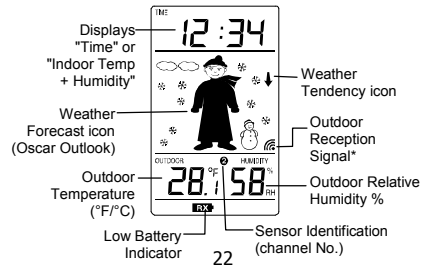 TIME
12:34
Displays
"Time" or
"Indoor Temp
+ Humidity"
Weather
Tendency icon
Weather
Forecast icon
(Oscar Outlook)
Outdoor
Reception
Signal*
OUTDOOR 2 HUMIDITY
28.1 °F 58 % RH
Outdoor
Temperature
(°F/°C)
Outdoor Relative
Humidity %
RX
Low Battery
Indicator
Sensor Identification
(channel No.)
22